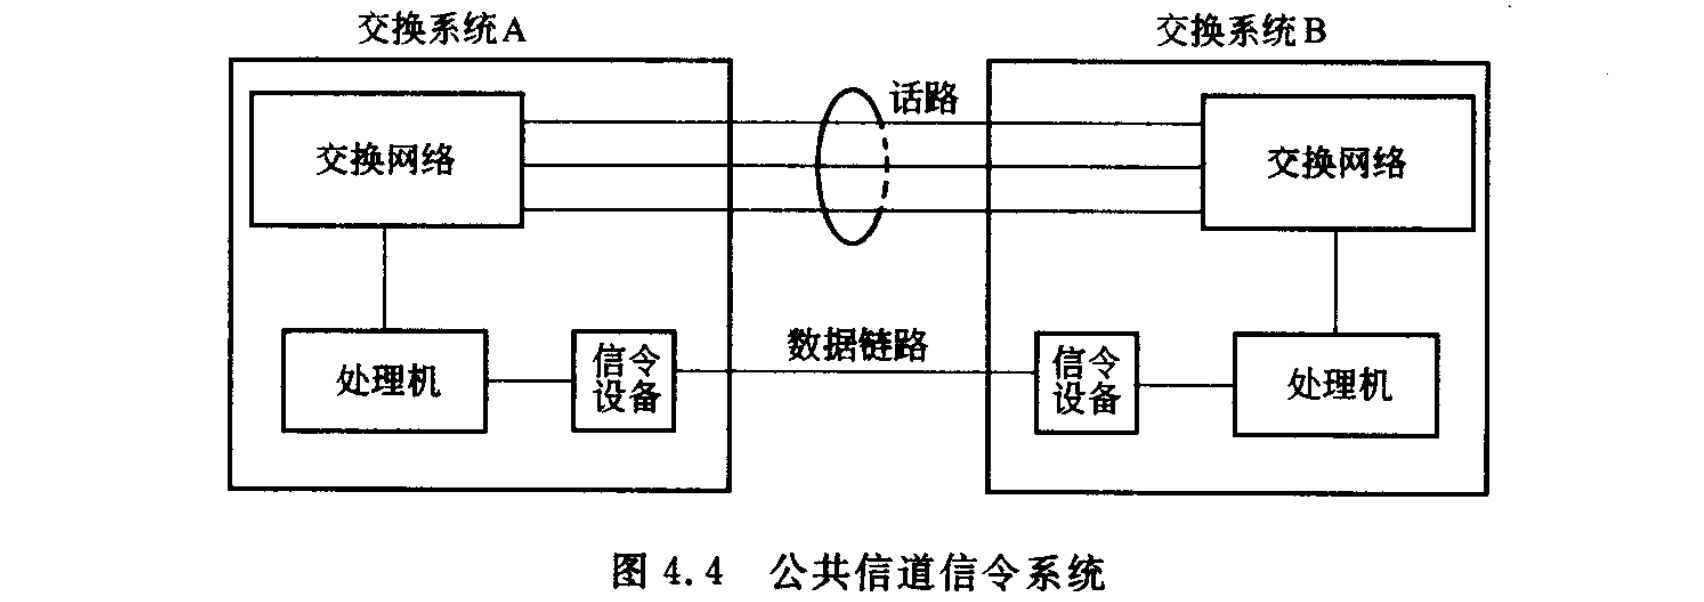 交换系统A
交换系统B
话路
交换网络
交换网络
数据链路
处理机
信令
设备
信令
设备
处理机
图 4.4 公共信道信令系统